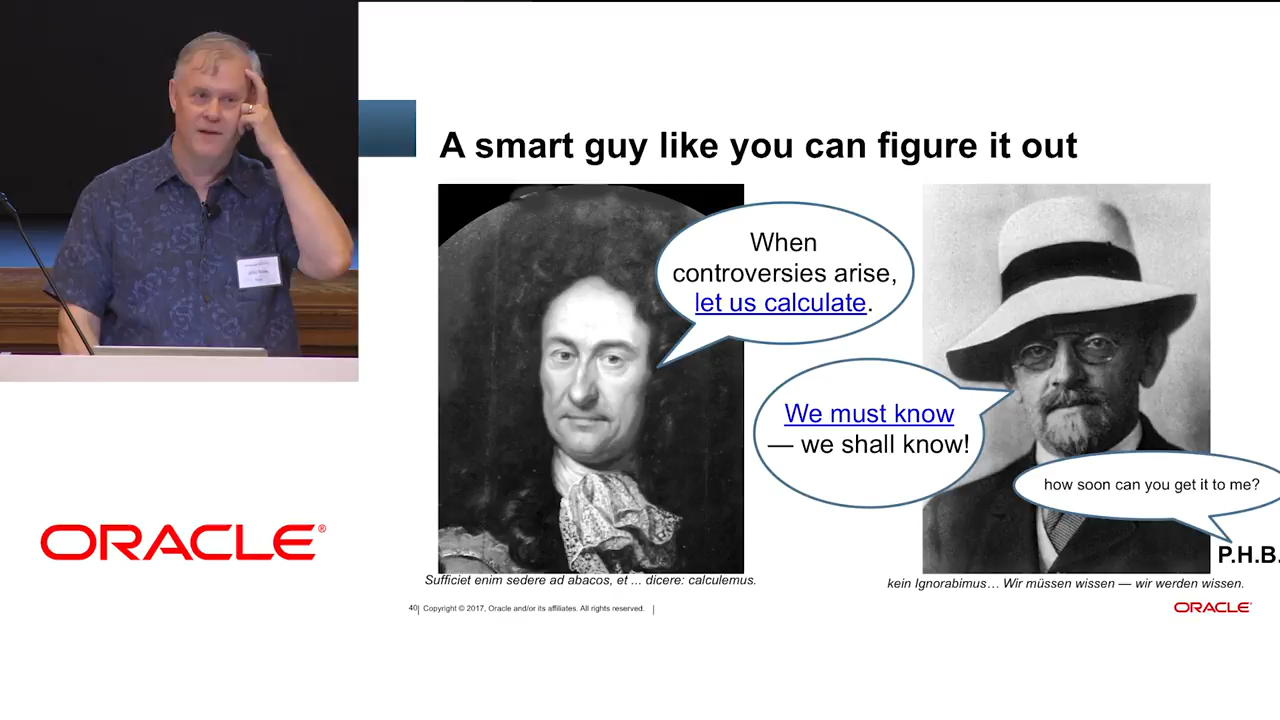 A smart guy like you can figure it out
When
controversies arise,
let us calculate.
We must know
— we shall know!
how soon can you get it to me?
P.H.B.
Sufficiet enim sedere ad abacos, et ... dicere: calculemus.
kein Ignorabimus… Wir müssen wissen — wir werden wissen.
40| Copyright © 2017, Oracle and/or its affiliates. All rights reserved. |
ORACLE
ORACLE®